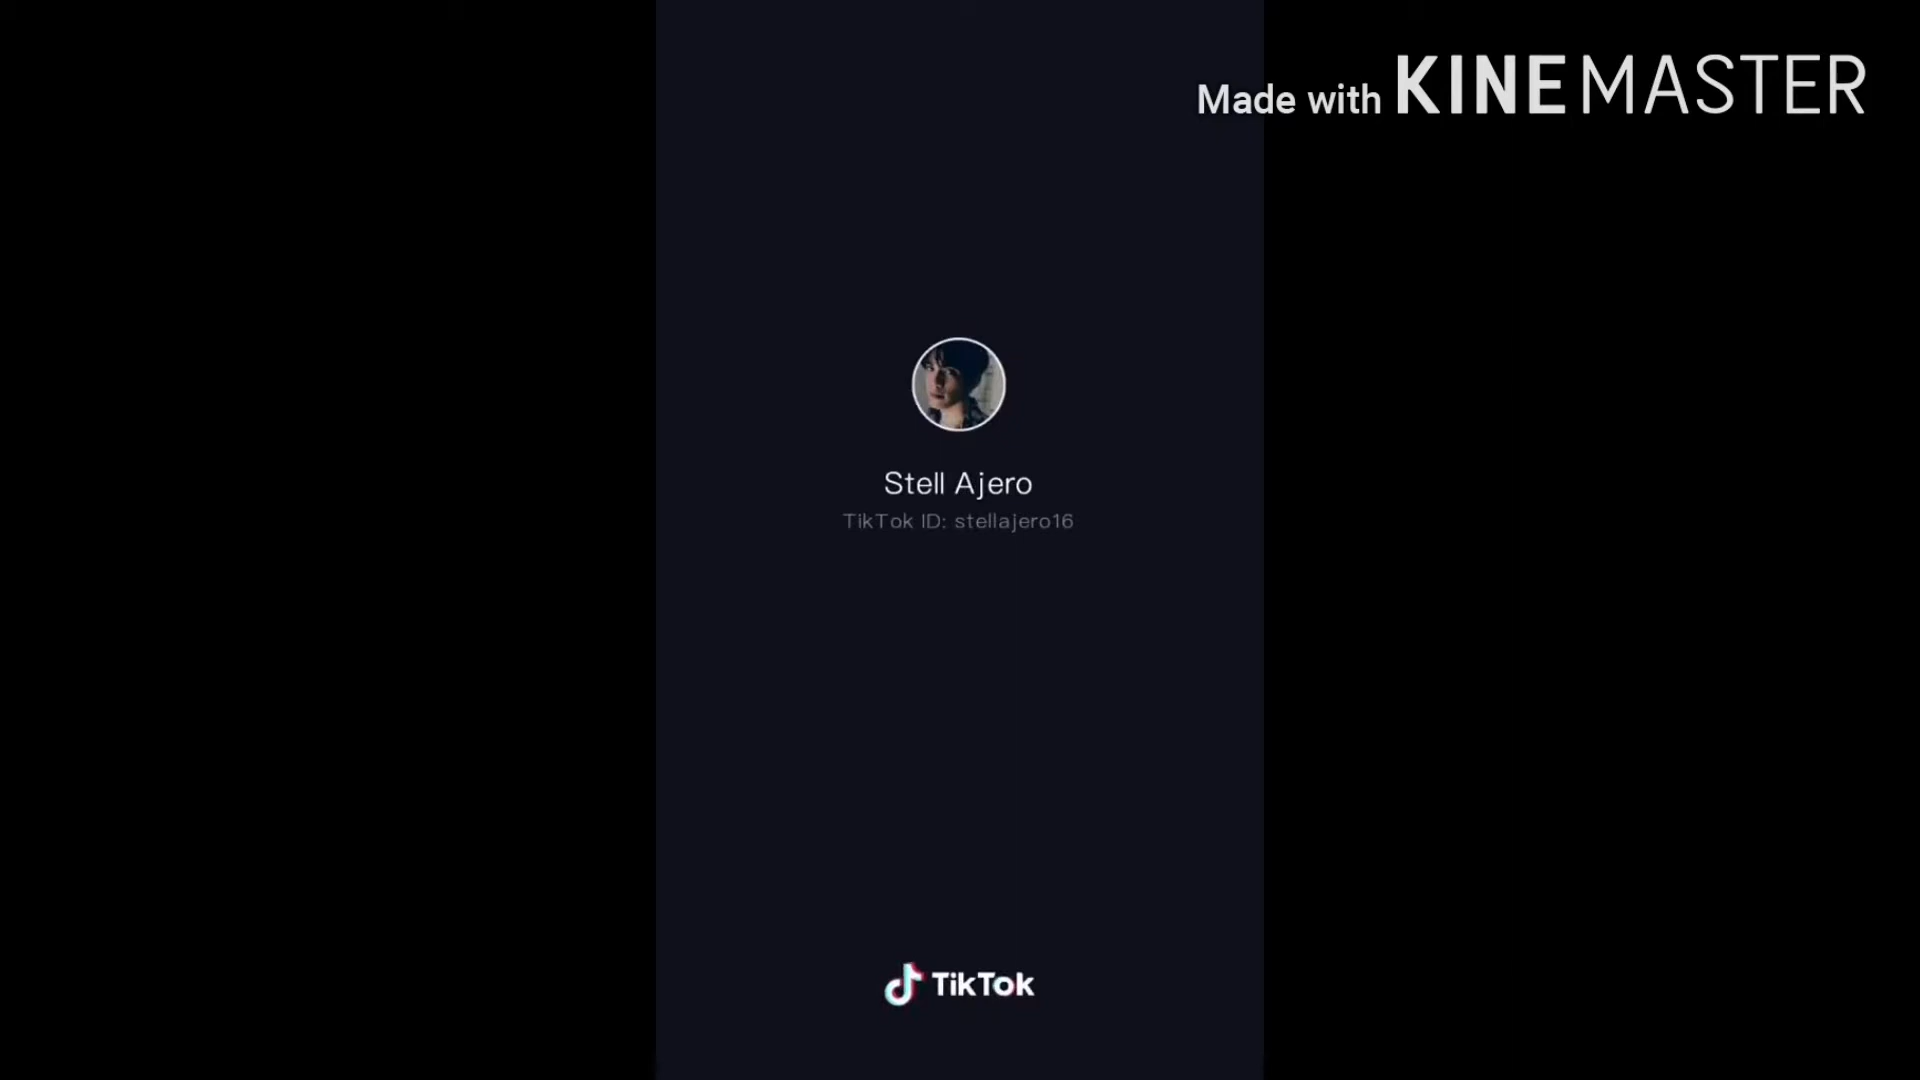 Made with KINEMASTER
Stell Ajero
TikTok ID: stellajero16
TikTok